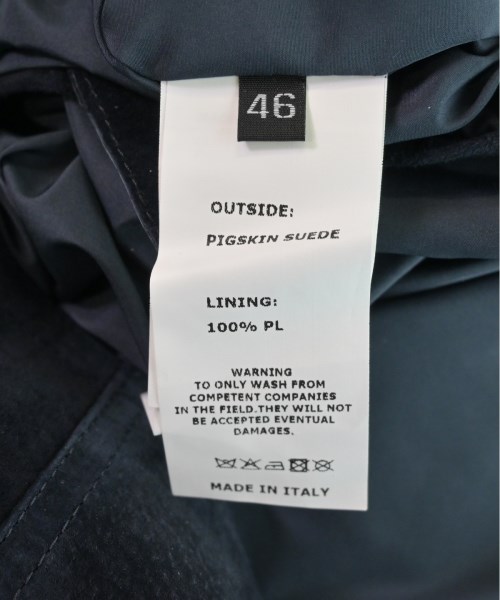 46
OUTSIDE:
PIGSKIN SUEDE
LINING:
100% PL
WARNING
TO ONLY WASH FROM
COMPETENT COMPANIES
IN THE FIELD.THEY WILL NOT
BE ACCEPTED EVENTUAL
DAMAGES.
MADE IN ITALY